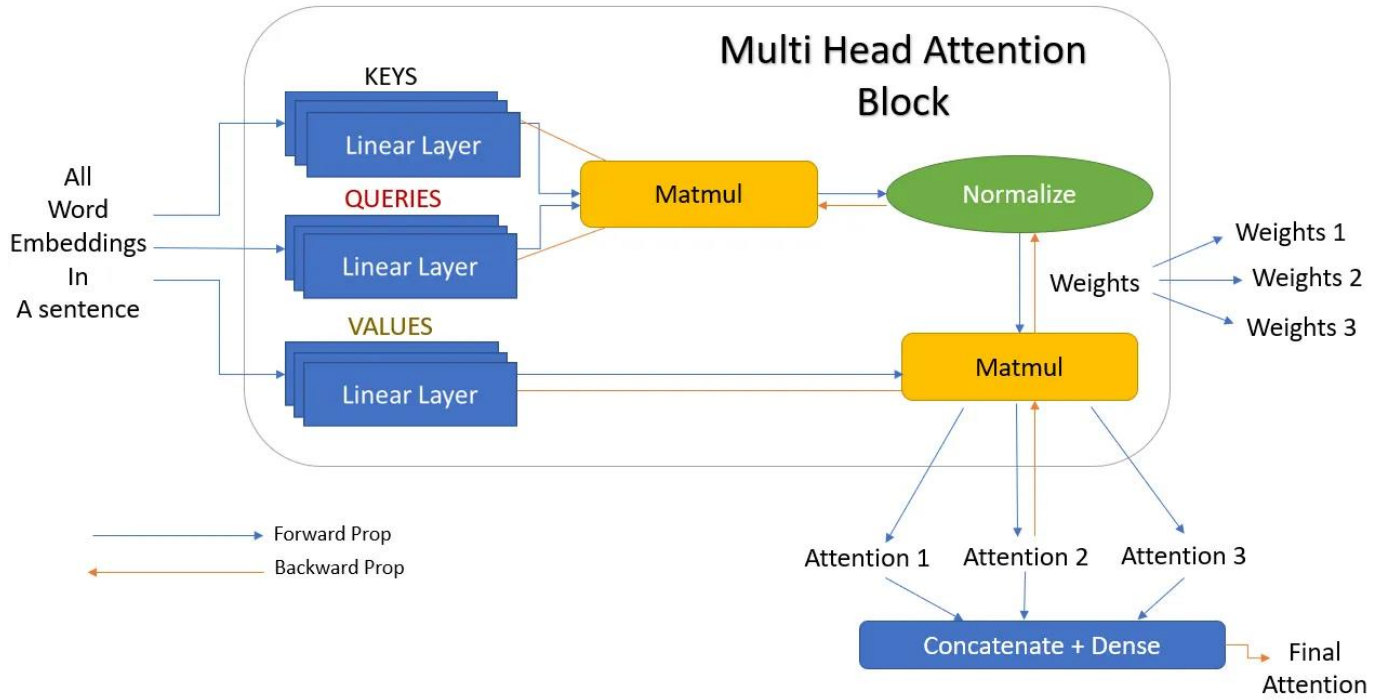 Multi Head Attention
Block
KEYS
Linear Layer
QUERIES
Linear Layer
VALUES
Linear Layer
All
Word
Embeddings
In
A sentence
Matmul
Normalize
Weights
Weights 1
Weights 2
Weights 3
Matmul
Forward Prop
Backward Prop
Attention 1
Attention 2
Attention 3
Concatenate + Dense
Final
Attention